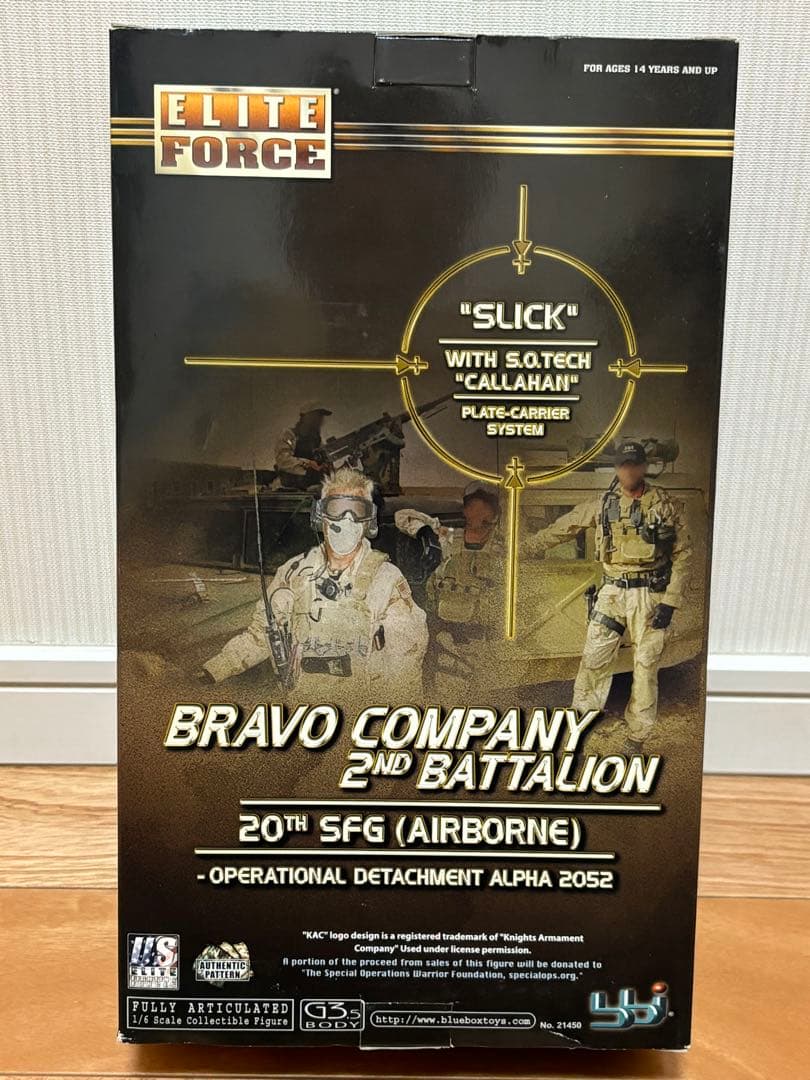 FOR AGES 14 YEARS AND UP
ELITE
FORCE
"SLICK"
WITH S.O.TECH
"CALLAHAN"
PLATE-CARRIER
SYSTEM
BRAVO COMPANY
2ND BATTALION
20TH SFG (AIRBORNE)
- OPERATIONAL DETACHMENT ALPHA 2052
"KAC" logo design is a registered trademark of "Knights Armament
Company" Used under license permission.
A portion of the proceed from sales of this figure will be donated to
"The Special Operations Warrior Foundation, specialops.org."
U.S
ELITE
AUTHENTIC
PATTERN
FULLY ARTICULATED
1/6 Scale Collectible Figure
G3.5
BODY
http://www.blueboxtoys.com
No. 21450
bbi